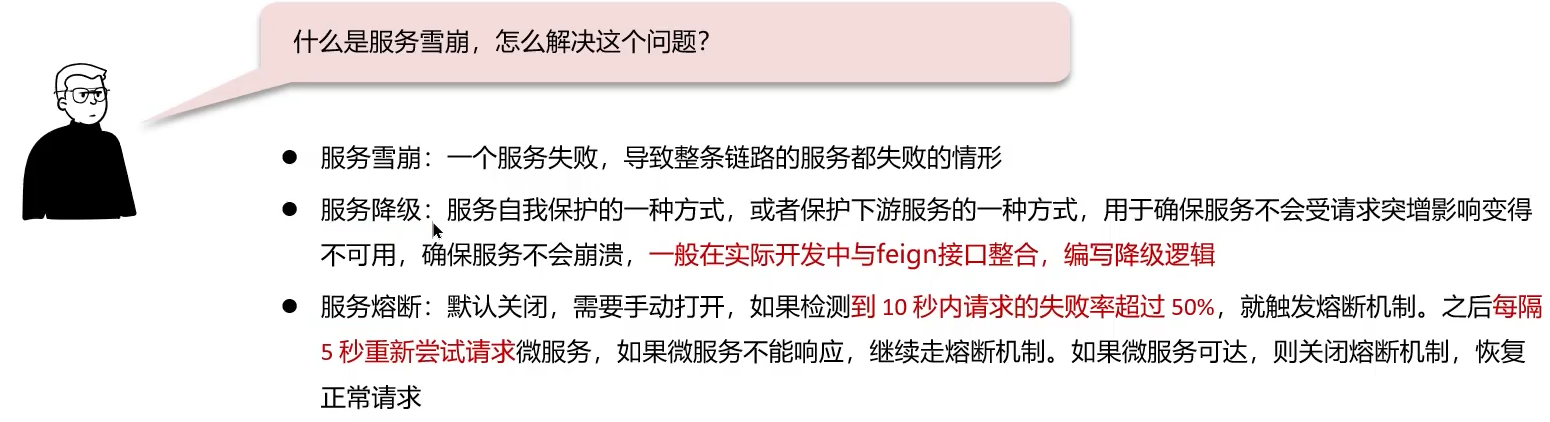 什么是服务雪崩，怎么解决这个问题？
服务雪崩：一个服务失败，导致整条链路的服务都失败的情形
服务降级：服务自我保护的一种方式，或者保护下游服务的一种方式，用于确保服务不会受请求突增影响变得
不可用，确保服务不会崩溃，一般在实际开发中与feign接口整合，编写降级逻辑
服务熔断：默认关闭，需要手动打开，如果检测到 10 秒内请求的失败率超过 50%，就触发熔断机制。之后每隔
5 秒重新尝试请求微服务，如果微服务不能响应，继续走熔断机制。如果微服务可达，则关闭熔断机制，恢复
正常请求